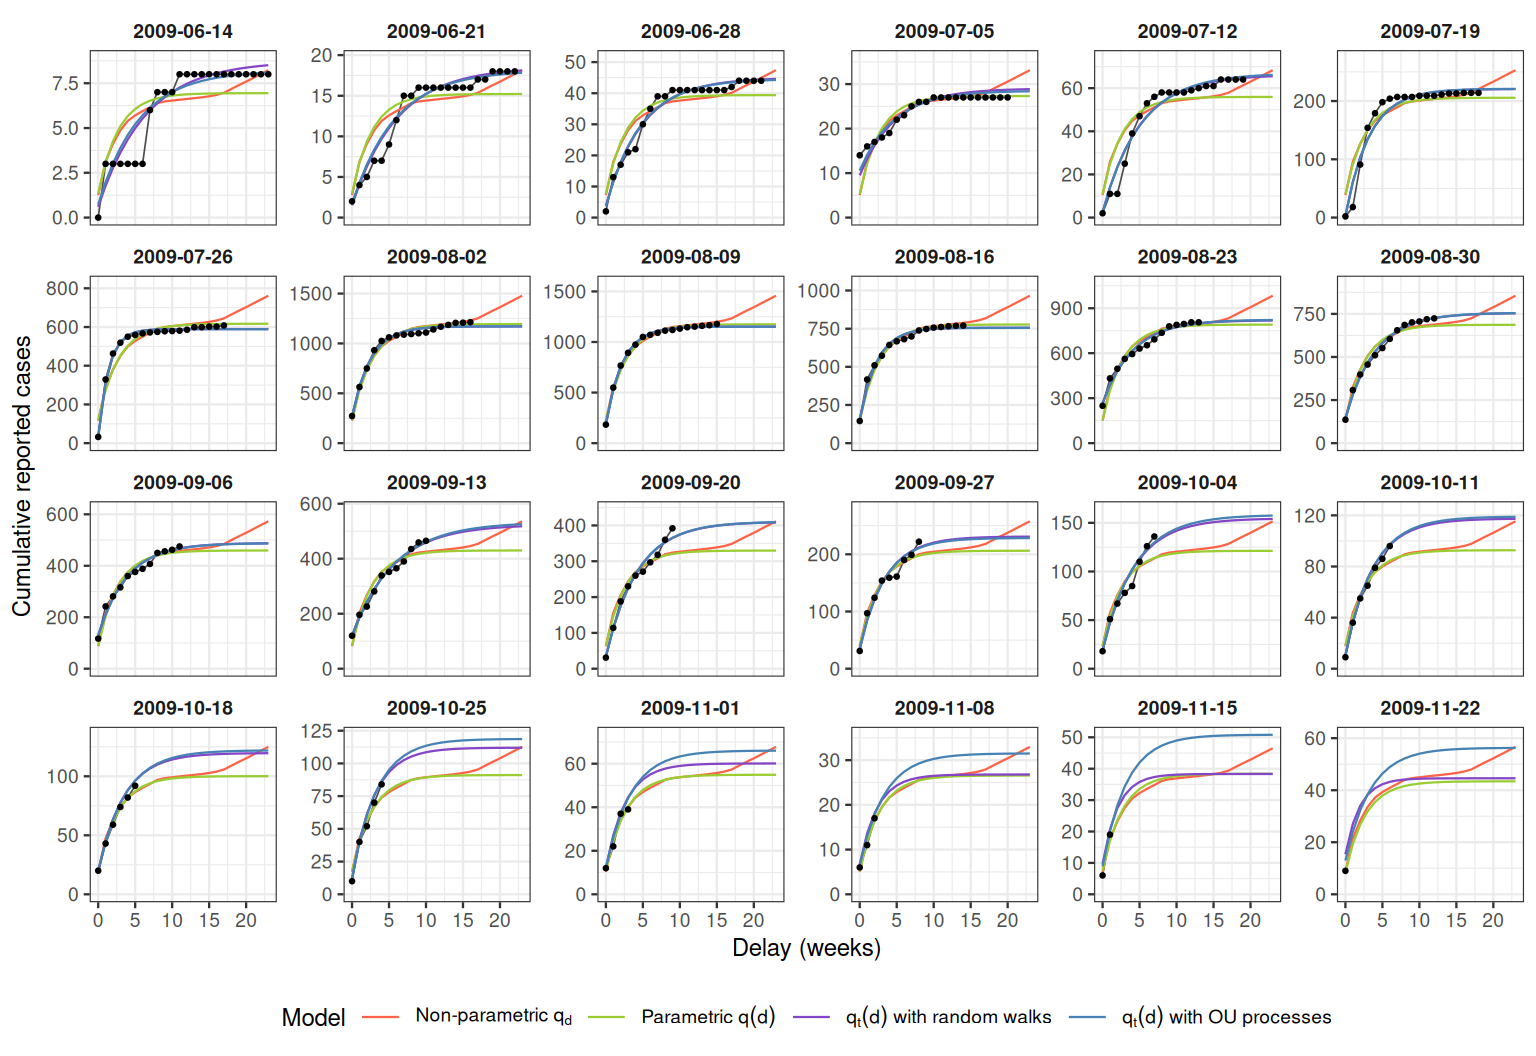 2009-06-14 2009-06-21 2009-06-28 2009-07-05 2009-07-12 2009-07-19
7.5 5.0 2.5 0.0
20 15 10 5 0
50 40 30 20 10 0
30 20 10 0
60 40 20 0
200 100 0
2009-07-26 2009-08-02 2009-08-09 2009-08-16 2009-08-23 2009-08-30
800 600 400 200 0
1500 1000 500 0
1500 1000 500 0
1000 750 500 250 0
900 600 300 0
750 500 250 0
Cumulative reported cases
2009-09-06 2009-09-13 2009-09-20 2009-09-27 2009-10-04 2009-10-11
600 400 200 0
600 400 200 0
400 300 200 100 0
200 100 0
150 100 50 0
120 80 40 0
2009-10-18 2009-10-25 2009-11-01 2009-11-08 2009-11-15 2009-11-22
100 50 0
125 100 75 50 25 0
60 40 20 0
30 20 10 0
50 40 30 20 10 0
60 40 20 0
0 5 10 15 20 0 5 10 15 20 0 5 10 15 20 0 5 10 15 20 0 5 10 15 20 0 5 10 15 20
Delay (weeks)
Model Non-parametric q_d Parametric q(d) q_t(d) with random walks q_t(d) with OU processes